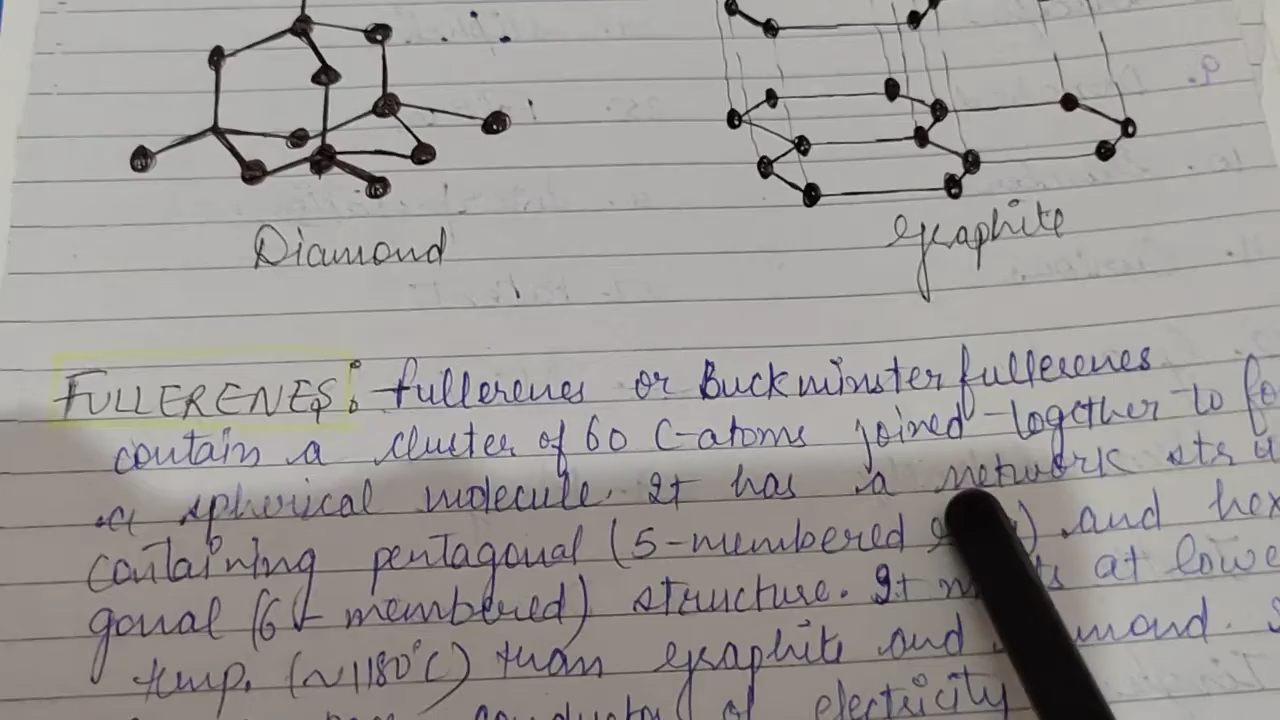 Diamond
graphite
FULLERENES: fullerenes or Buckminster fullerenes
contain a cluster of 60 C-atoms joined together to
a spherical molecule. It has a network
containing pentagonal (5-membered and hex
gonal (6 - membered) structure. It at lowe
temp. (~1180°C) than graphite and
of electricity